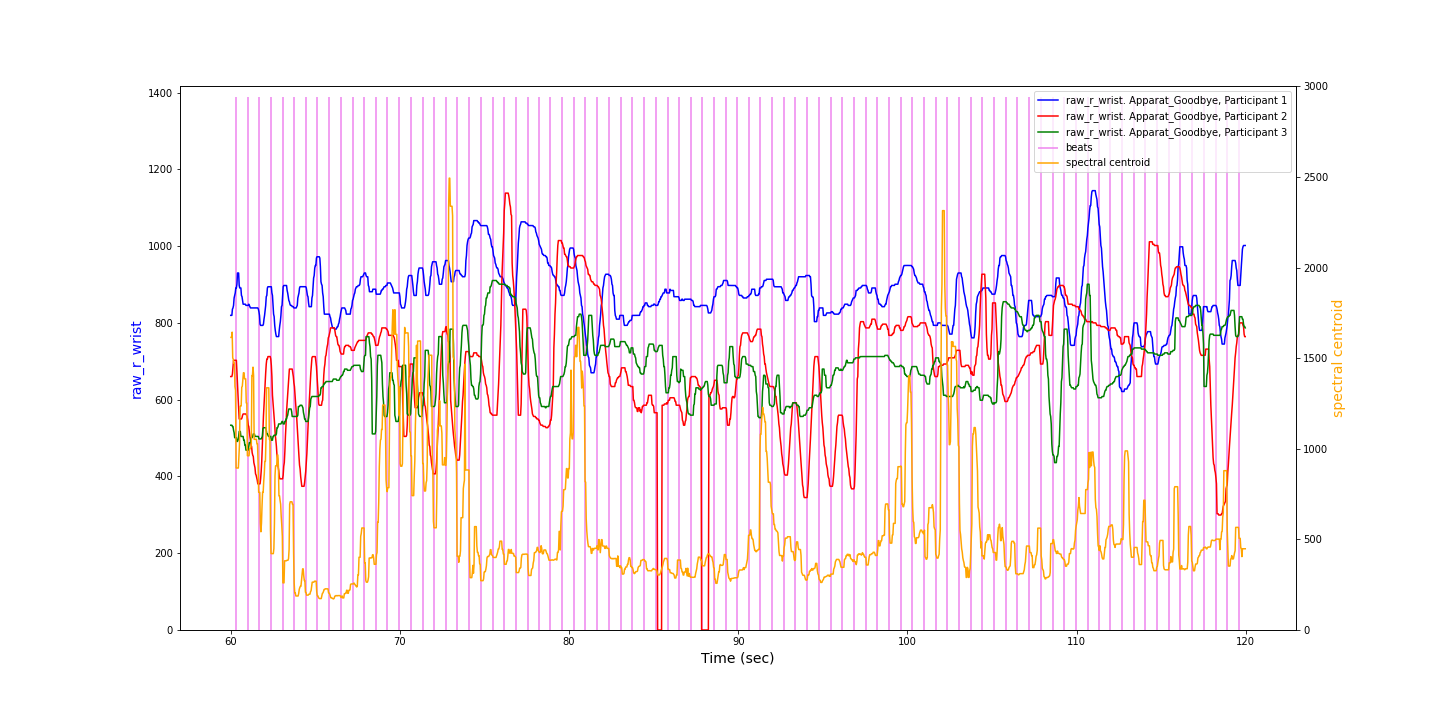 raw_r_wrist. Apparat_Goodbye, Participant 1
raw_r_wrist. Apparat_Goodbye, Participant 2
raw_r_wrist. Apparat_Goodbye, Participant 3
beats
spectral centroid
raw_r_wrist
1400
1200
1000
800
600
400
200
0
3000
2500
2000
1500
1000
500
0
spectral centroid
60
70
80
90
100
110
120
Time (sec)